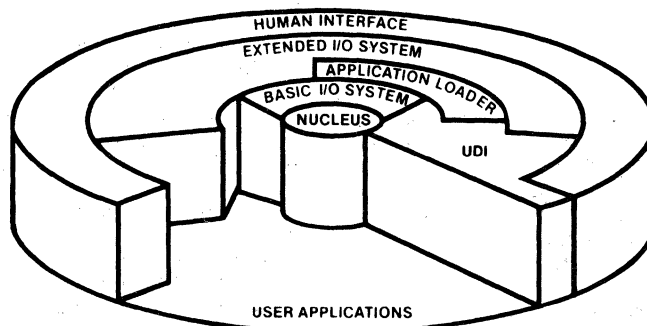 HUMAN INTERFACE
EXTENDED I/O SYSTEM
APPLICATION LOADER
BASIC I/O SYSTEM
NUCLEUS
UDI
USER APPLICATIONS